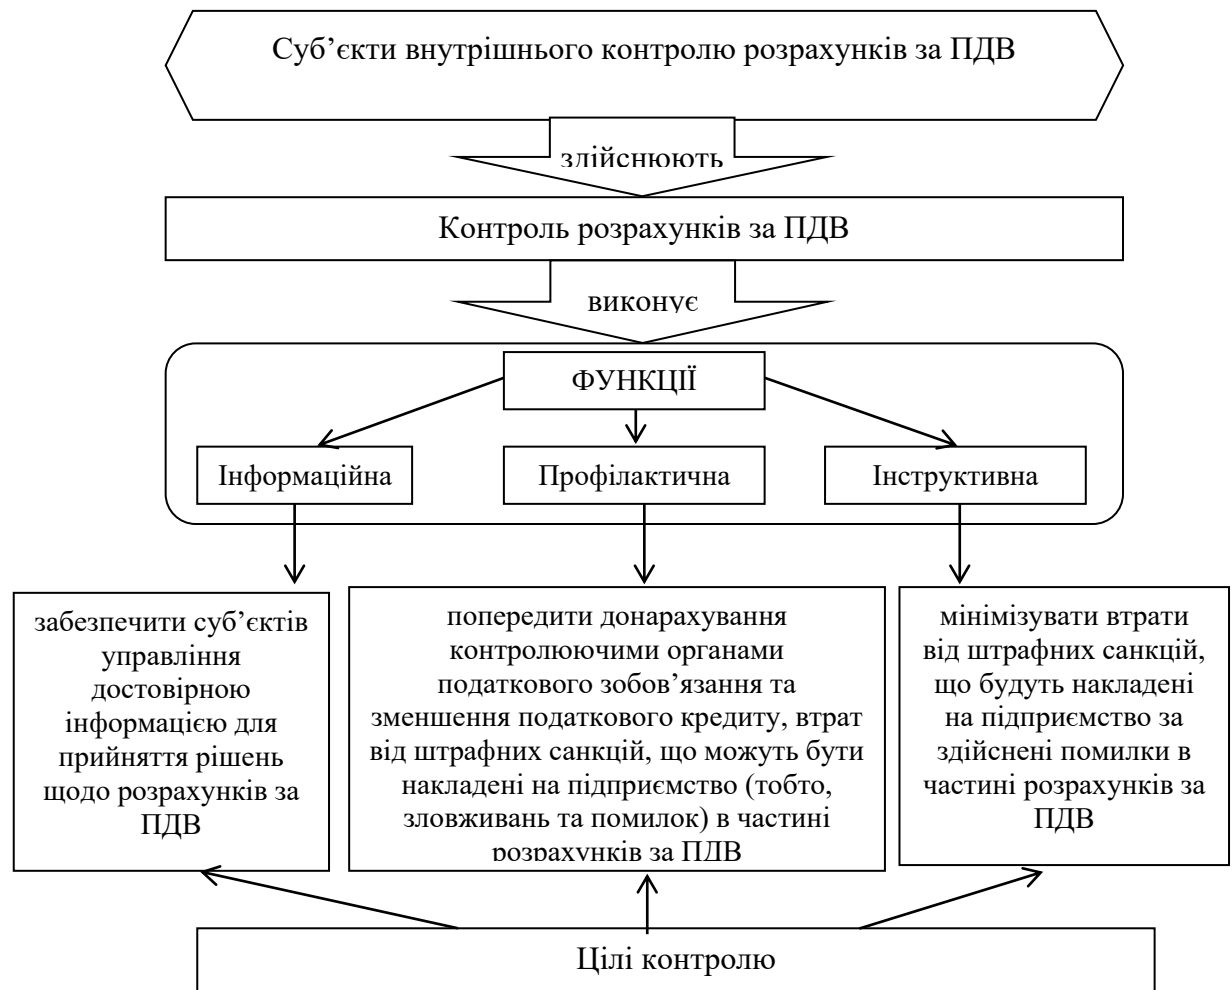 Суб’єкти внутрішнього контролю розрахунків за ПДВ
здійснюють
Контроль розрахунків за ПДВ
виконує
ФУНКЦІЇ
Інформаційна
Профілактична
Інструктивна
забезпечити суб’єктів
управління
достовірною
інформацією для
прийняття рішень
щодо розрахунків за
ПДВ
попередити донарахування
контролюючими органами
податкового зобов’язання та
зменшення податкового кредиту, втрат
від штрафних санкцій, що можуть бути
накладені на підприємство (тобто,
зловживань та помилок) в частині
розрахунків за ПДВ
мінімізувати втрати
від штрафних санкцій,
що будуть накладені
на підприємство за
здійснені помилки в
частині розрахунків за
ПДВ
Цілі контролю